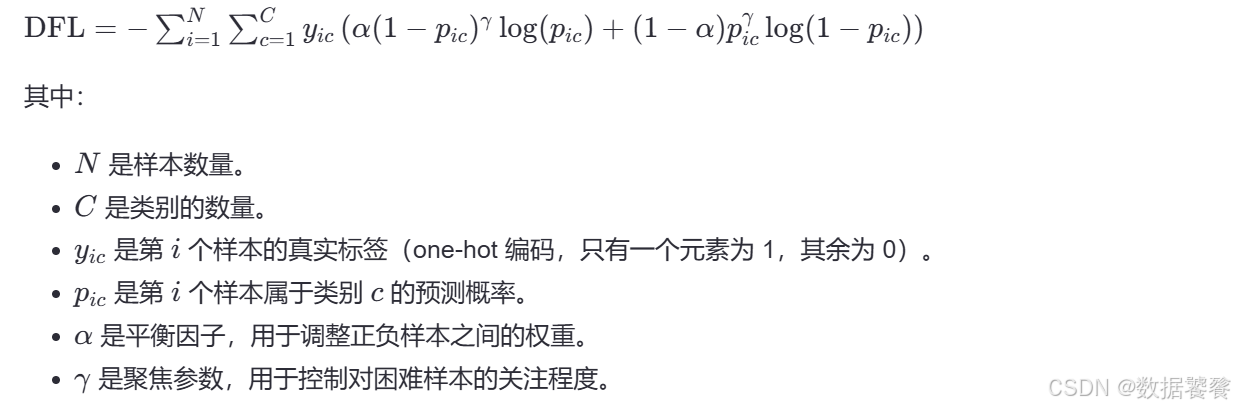 DFL = −∑_{i=1}^{N} ∑_{c=1}^{C} y_{ic} (α(1 − p_{ic})^γ log(p_{ic}) + (1 − α)p_{ic}^γ log(1 − p_{ic}))
其中：
• N 是样本数量。
• C 是类别的数量。
• y_{ic} 是第 i 个样本的真实标签（one-hot 编码，只有一个元素为 1，其余为 0）。
• p_{ic} 是第 i 个样本属于类别 c 的预测概率。
• α 是平衡因子，用于调整正负样本之间的权重。
• γ 是聚焦参数，用于控制对困难样本的关注程度。
CSDN @数据饕餮